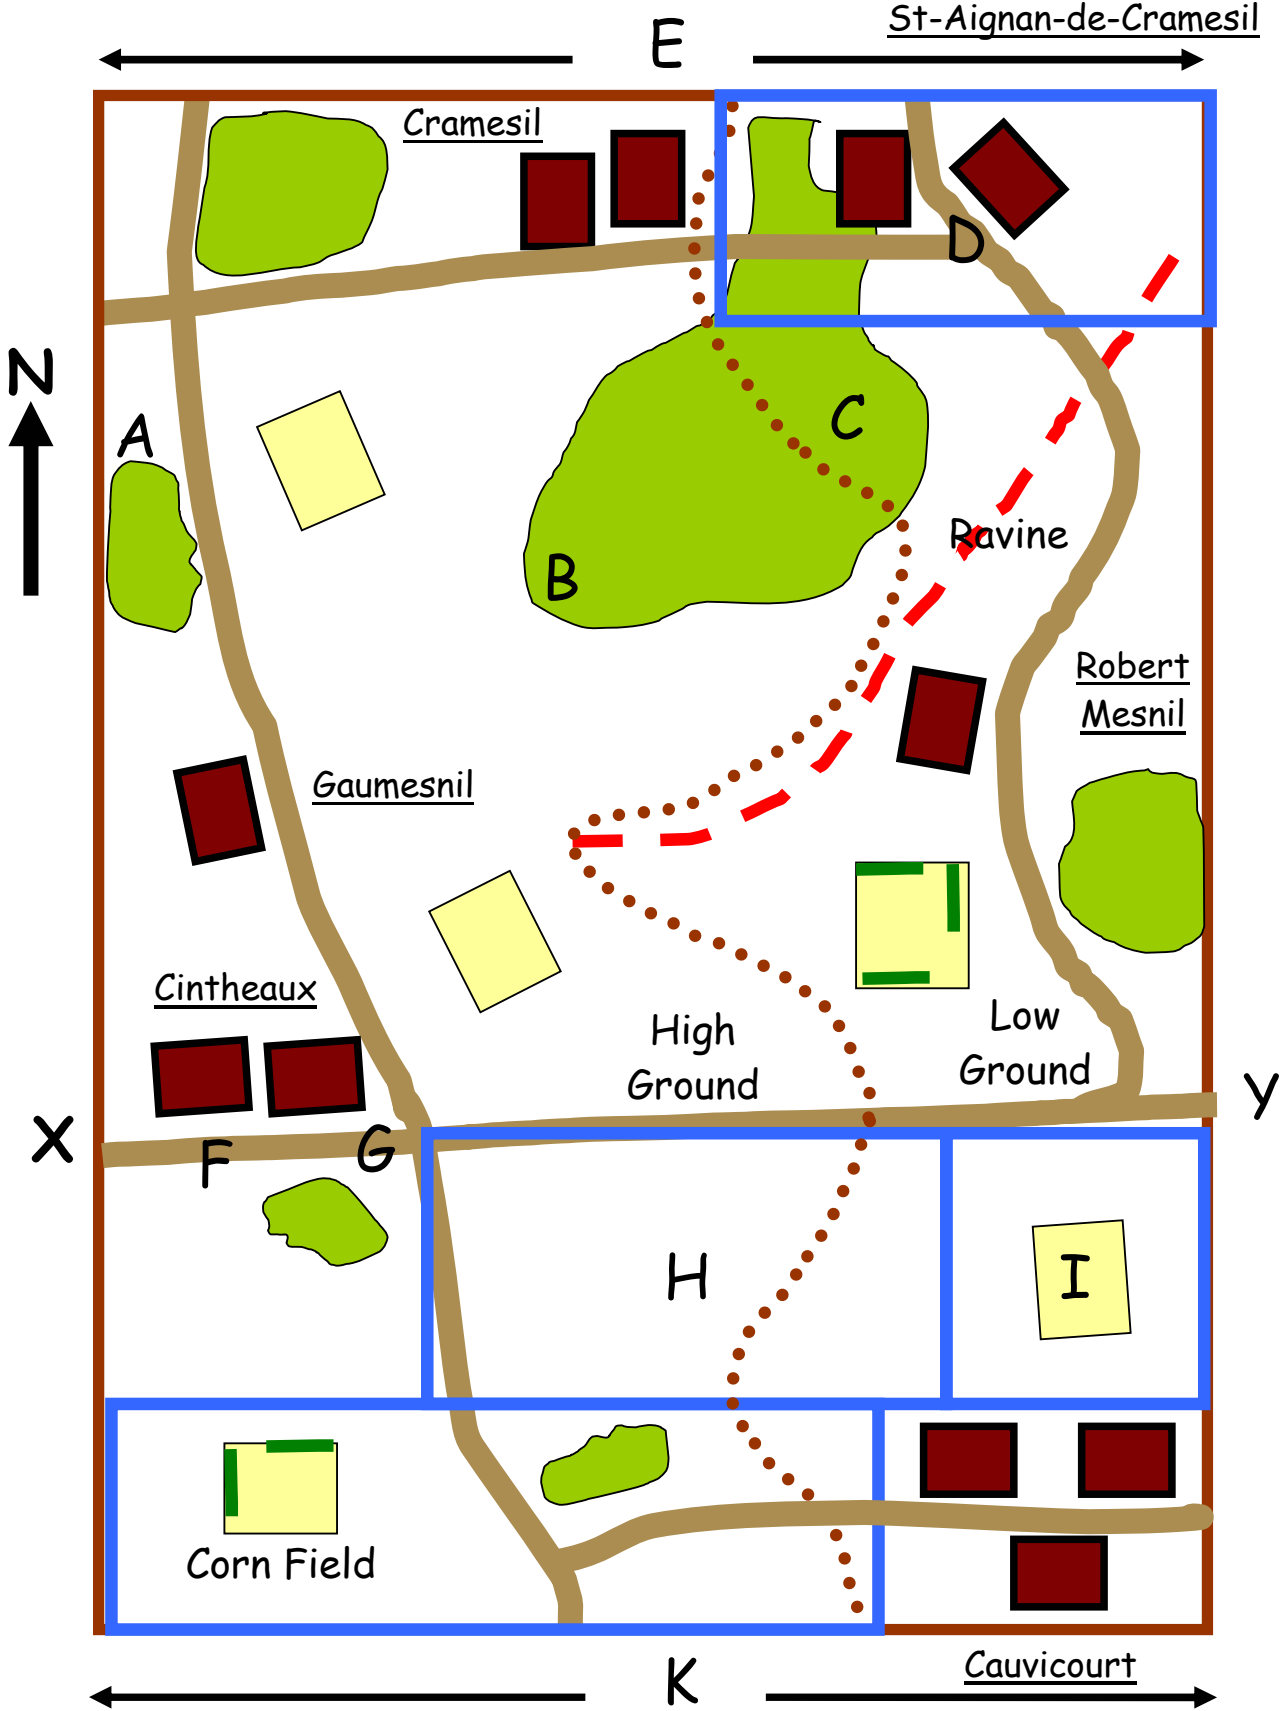 St-Aignan-de-Cramesil
E
Cramesil
D
N
A
C
Ravine
B
Robert
Mesnil
Gaumesnil
Cintheaux
High
Ground
Low
Ground
X
Y
F
G
H
I
Corn Field
K
Cauvicourt